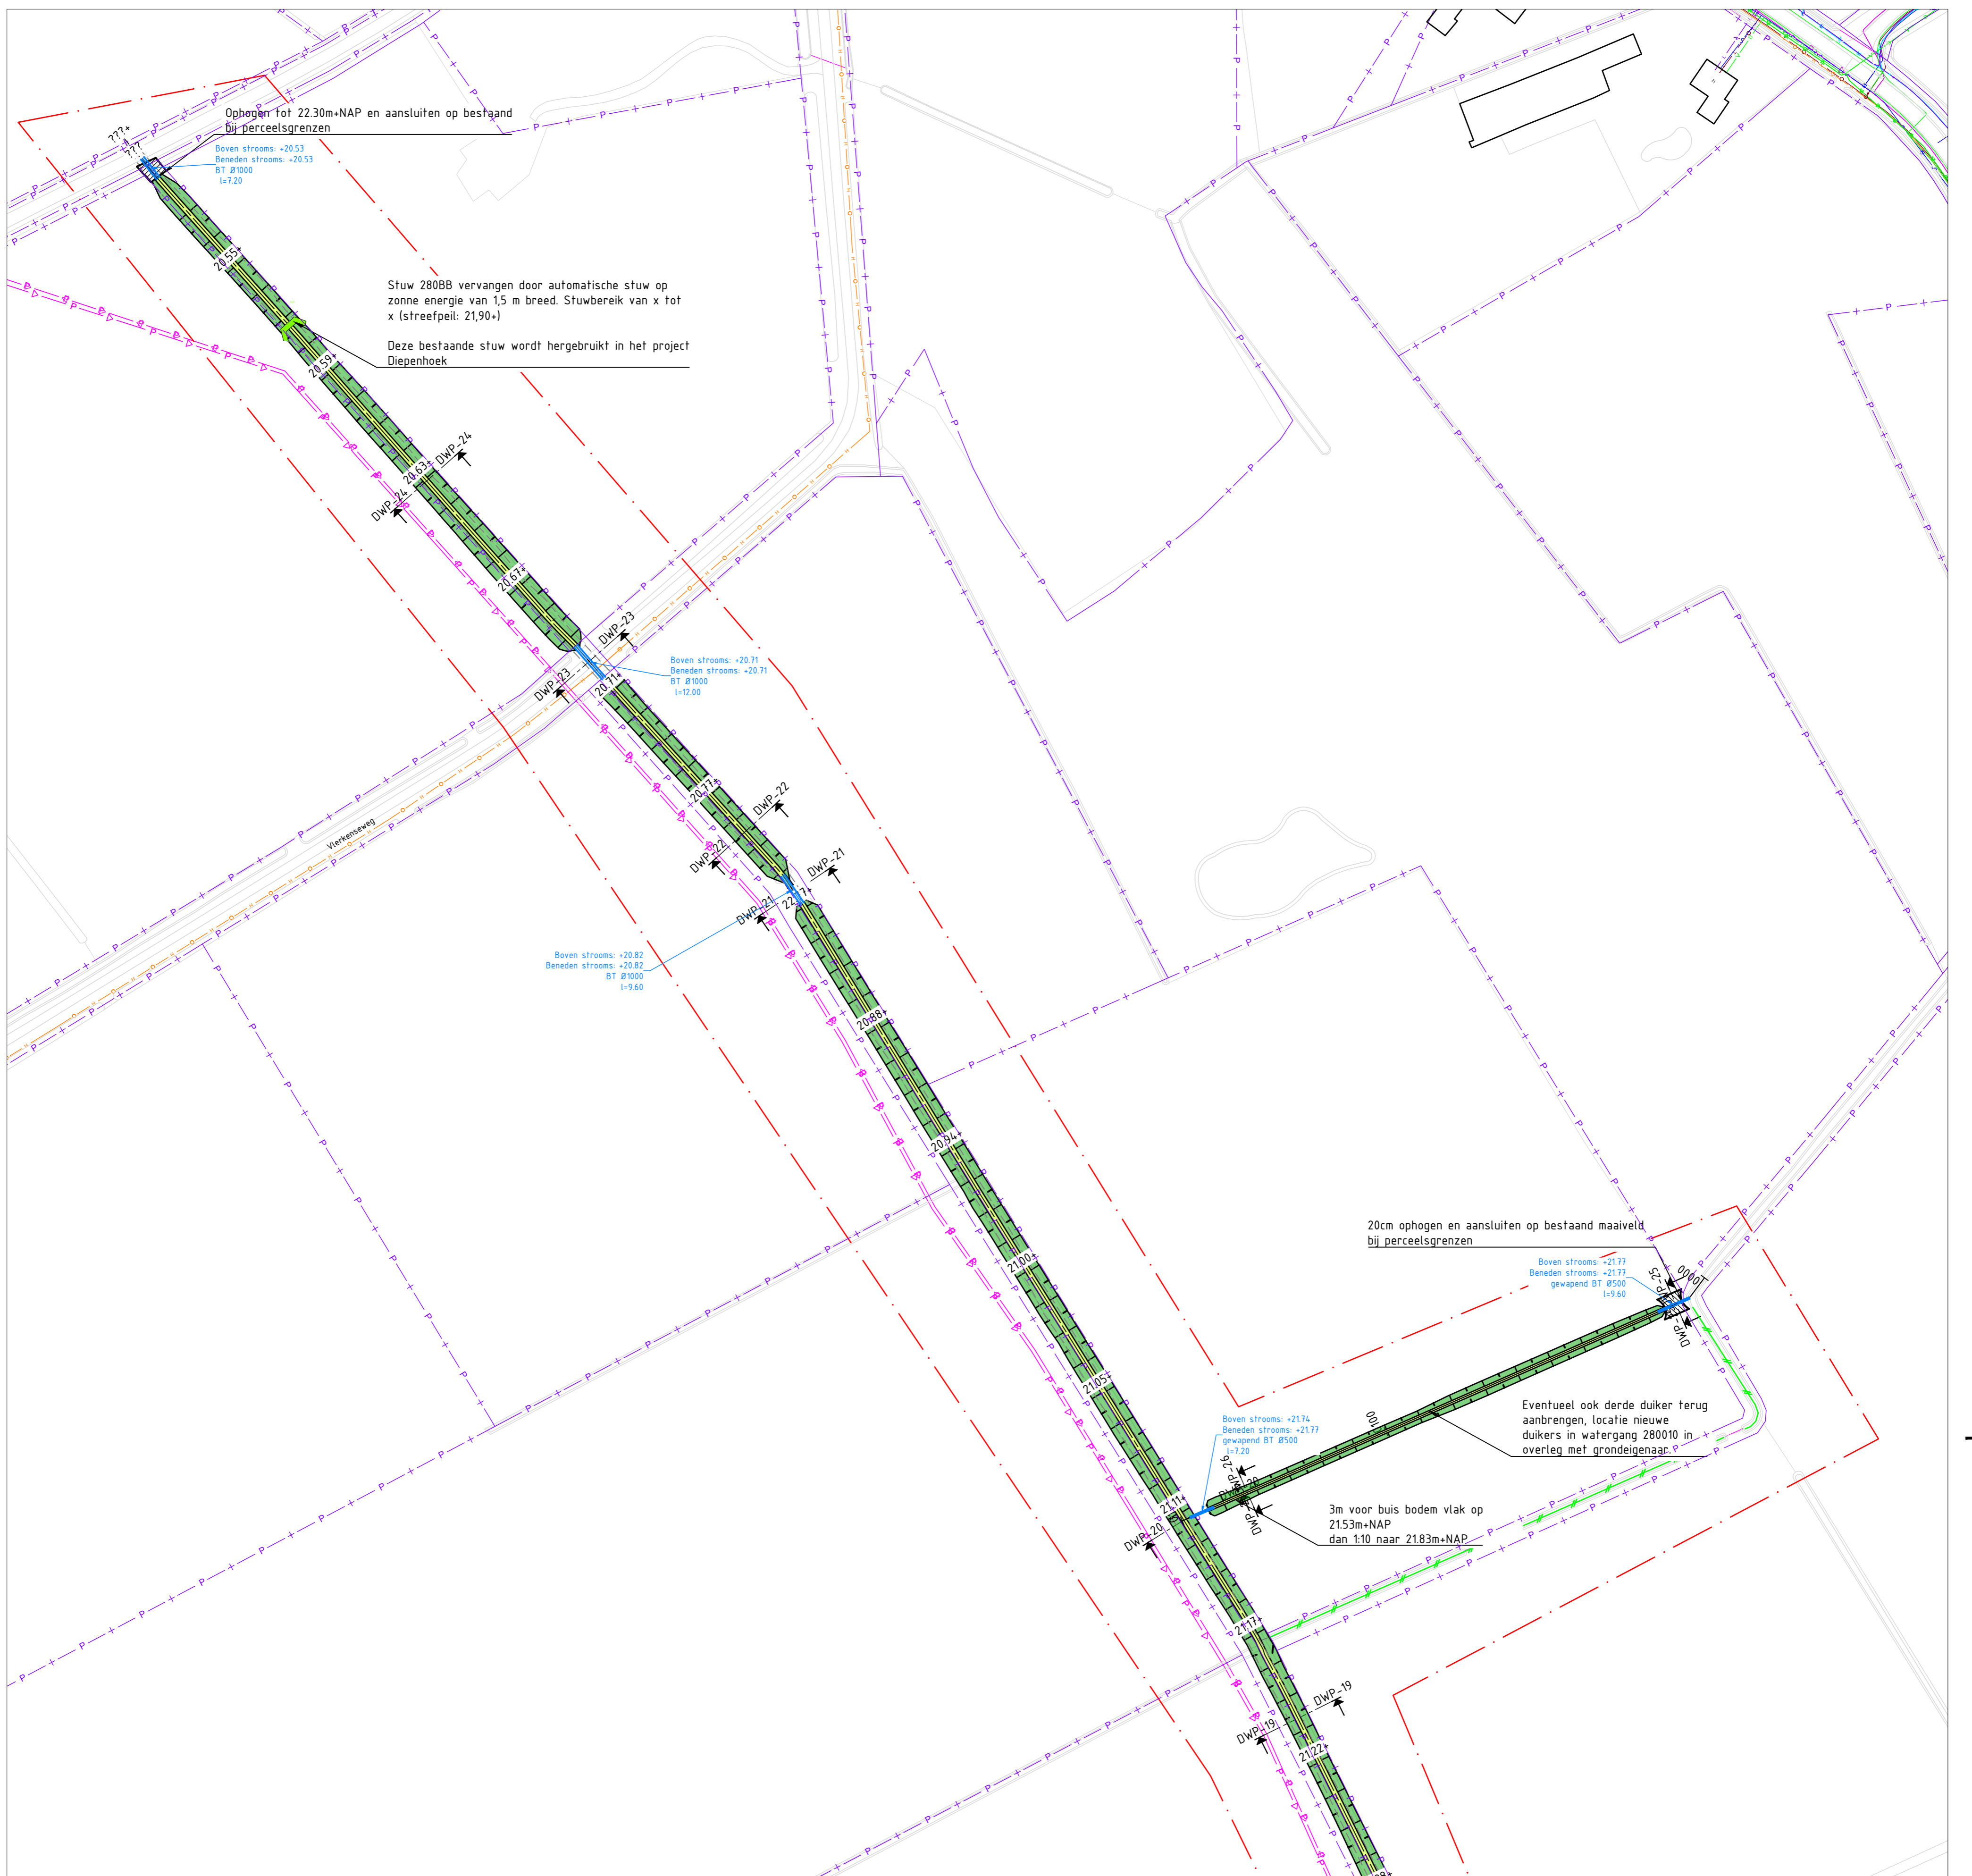 Ophogen tot 22.30m+NAP en aansluiten op bestaand
bij perceelsgrenzen
???+
???
Boven strooms: +20.53
Beneden strooms: +20.53
BT Ø1000
l=7.20
20.55+
Stuw 280BB vervangen door automatische stuw op
zonne energie van 1,5 m breed. Stuwbereik van x tot
x (streefpeil: 21,90+)
Deze bestaande stuw wordt hergebruikt in het project
Diepenhoek
20.59+
DWP-24
20.63+
DWP-24
20.67+
DWP-23
Boven strooms: +20.71
Beneden strooms: +20.71
BT Ø1000
l=12.00
DWP-23
20.71+
20.77+
DWP-22
Vlerkenseweg
DWP-22
DWP-21
DWP-21
Boven strooms: +20.82
Beneden strooms: +20.82
BT Ø1000
l=9.60
20.88+
20.94+
20cm ophogen en aansluiten op bestaand maaiveld
bij perceelsgrenzen
21.00+
Boven strooms: +21.77
Beneden strooms: +21.77
gewapend BT Ø500
l=9.60
10000
21.05+
Eventueel ook derde duiker terug
aanbrengen, locatie nieuwe
duikers in watergang 280010 in
overleg met grondeigenaar
100
Boven strooms: +21.74
Beneden strooms: +21.77
gewapend BT Ø500
l=7.20
21.11+
DWP-20
3m voor buis bodem vlak op
21.53m+NAP
dan 1:10 naar 21.83m+NAP
21.17+
DWP-19
DWP-19
21.22+